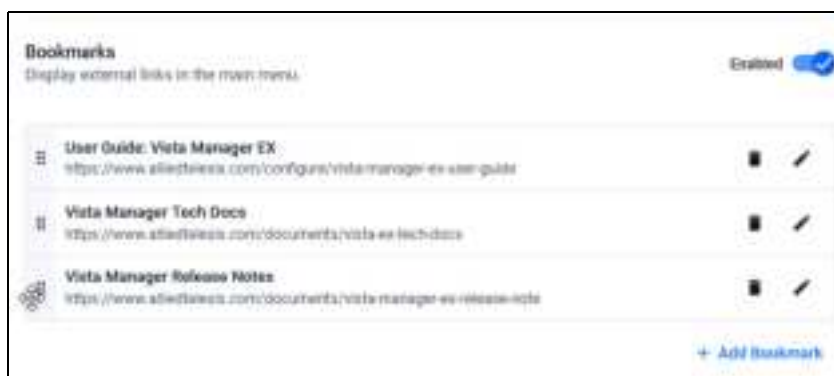 Bookmarks
Display external links in the main menu.
Enabled
User Guide: Vista Manager EX
https://www.alliedtelesis.com/configure/vista-manager-ex-user-guide
Vista Manager Tech Docs
https://www.alliedtelesis.com/documents/vista-ex-tech-docs
Vista Manager Release Notes
https://www.alliedtelesis.com/documents/vista-manager-ex-release-note
+ Add Bookmark